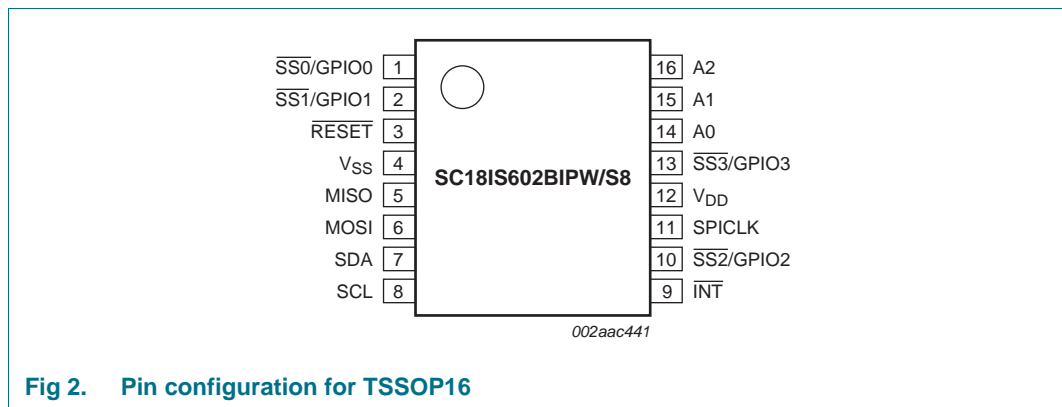 SS0/GPIO0 1
SS1/GPIO1 2
RESET 3
VSS 4
MISO 5
MOSI 6
SDA 7
SCL 8
SC18IS602BIPW/S8
16 A2
15 A1
14 A0
13 SS3/GPIO3
12 VDD
11 SPICLK
10 SS2/GPIO2
9 INT
002aac441
Fig 2. Pin configuration for TSSOP16